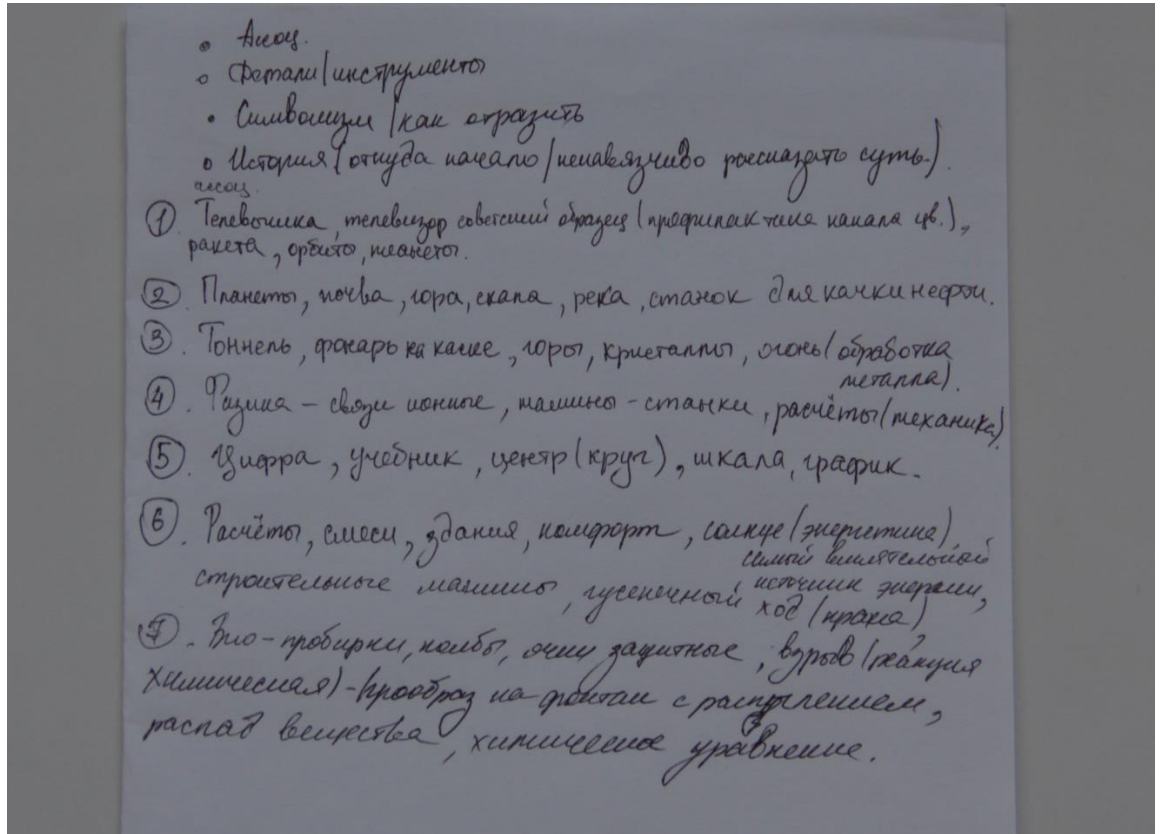 • Ассоц.
• Детали/инструменты
• Символизм/как отразить
• История (откуда начало/ненавязчиво рассказать суть).
ассоц.
① Телевышка, телевизор советский образец (профилактика канала цв.),
ракета, орбиты, планеты.
② Планеты, почва, гора, скала, река, станок для качки нефти.
③. Тоннель, фонарь на каске, горы, кристаллы, огонь (обработка
металла).
④. Физика – связи ионные, машины-станки, расчёты (механика).
⑤. Цифра, учебник, центр (круг), шкала, график.
⑥. Расчёты, смеси, здания, комфорт, солнце (энергетика)
самый влиятельный
строительные машины, гусеничный источник энергии,
ход (крана),
⑦. Био-пробирки, колбы, очки защитные, взрыв (реакция
химическая) - прообраз на фонтан с распылением,
распад вещества, химическое уравнение.